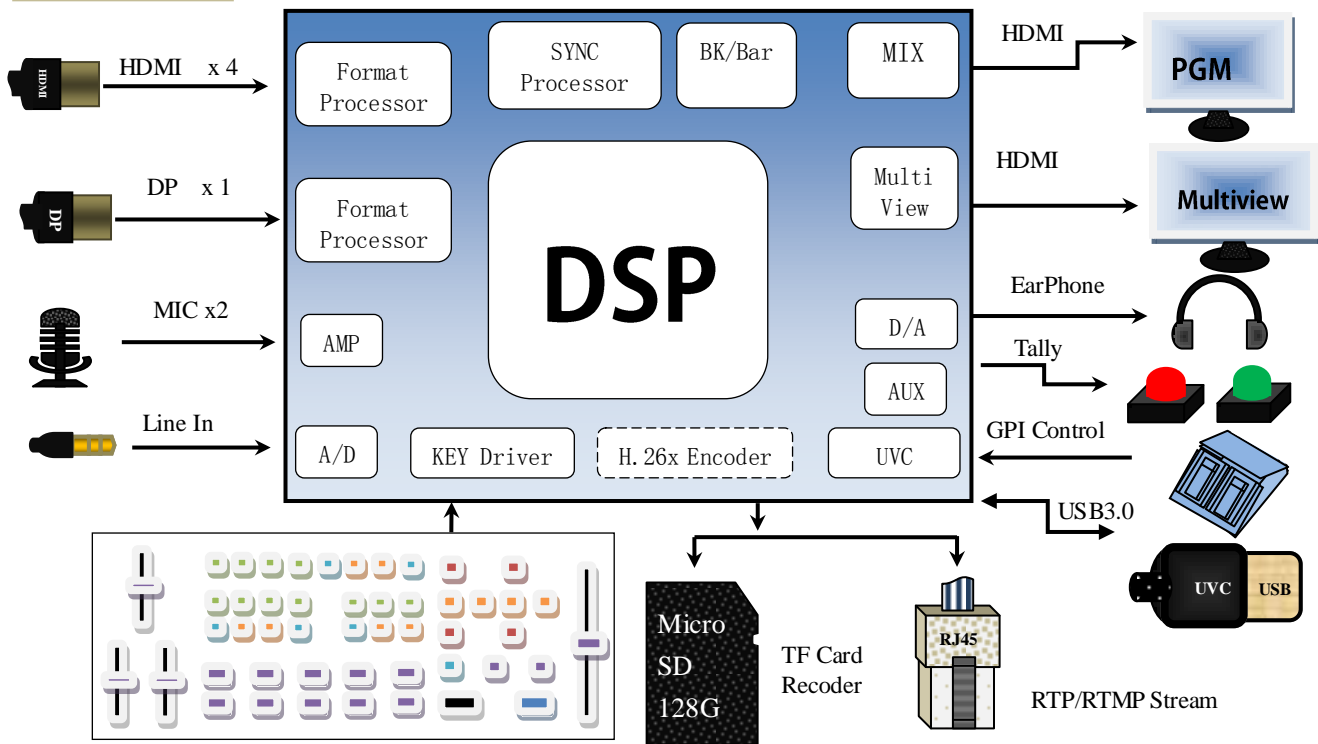 HDMI x 4
HDMI
Format
Processor
SYNC
Processor
BK/Bar
MIX
HDMI
PGM
DP x 1
DP
Format
Processor
DSP
Multi
View
HDMI
Multiview
MIC x2
AMP
D/A
EarPhone
Tally
AUX
Line In
A/D
KEY Driver
H.26x Encoder
UVC
GPI Control
USB3.0
UVC
USB
Micro
SD
128G
TF Card
Recoder
RJ45
RTP/RTMP Stream